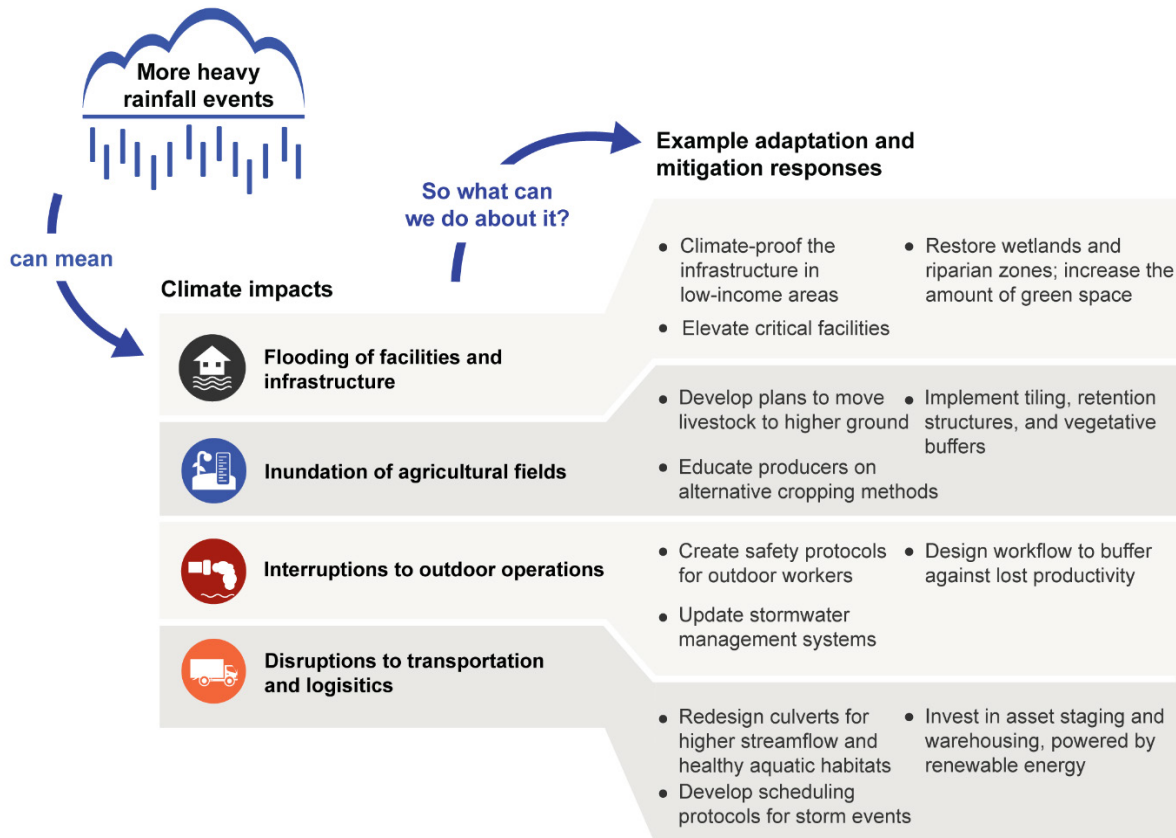 More heavy
rainfall events
can mean
So what can
we do about it?
Climate impacts
Flooding of facilities and
infrastructure
Inundation of agricultural fields
Interruptions to outdoor operations
Disruptions to transportation
and logisitics
Example adaptation and
mitigation responses
• Climate-proof the
infrastructure in
low-income areas
• Elevate critical facilities
• Restore wetlands and
riparian zones; increase the
amount of green space
• Develop plans to move
livestock to higher ground
• Educate producers on
alternative cropping methods
• Implement tiling, retention
structures, and vegetative
buffers
• Create safety protocols
for outdoor workers
• Update stormwater
management systems
• Design workflow to buffer
against lost productivity
• Redesign culverts for
higher streamflow and
healthy aquatic habitats
• Develop scheduling
protocols for storm events
• Invest in asset staging and
warehousing, powered by
renewable energy